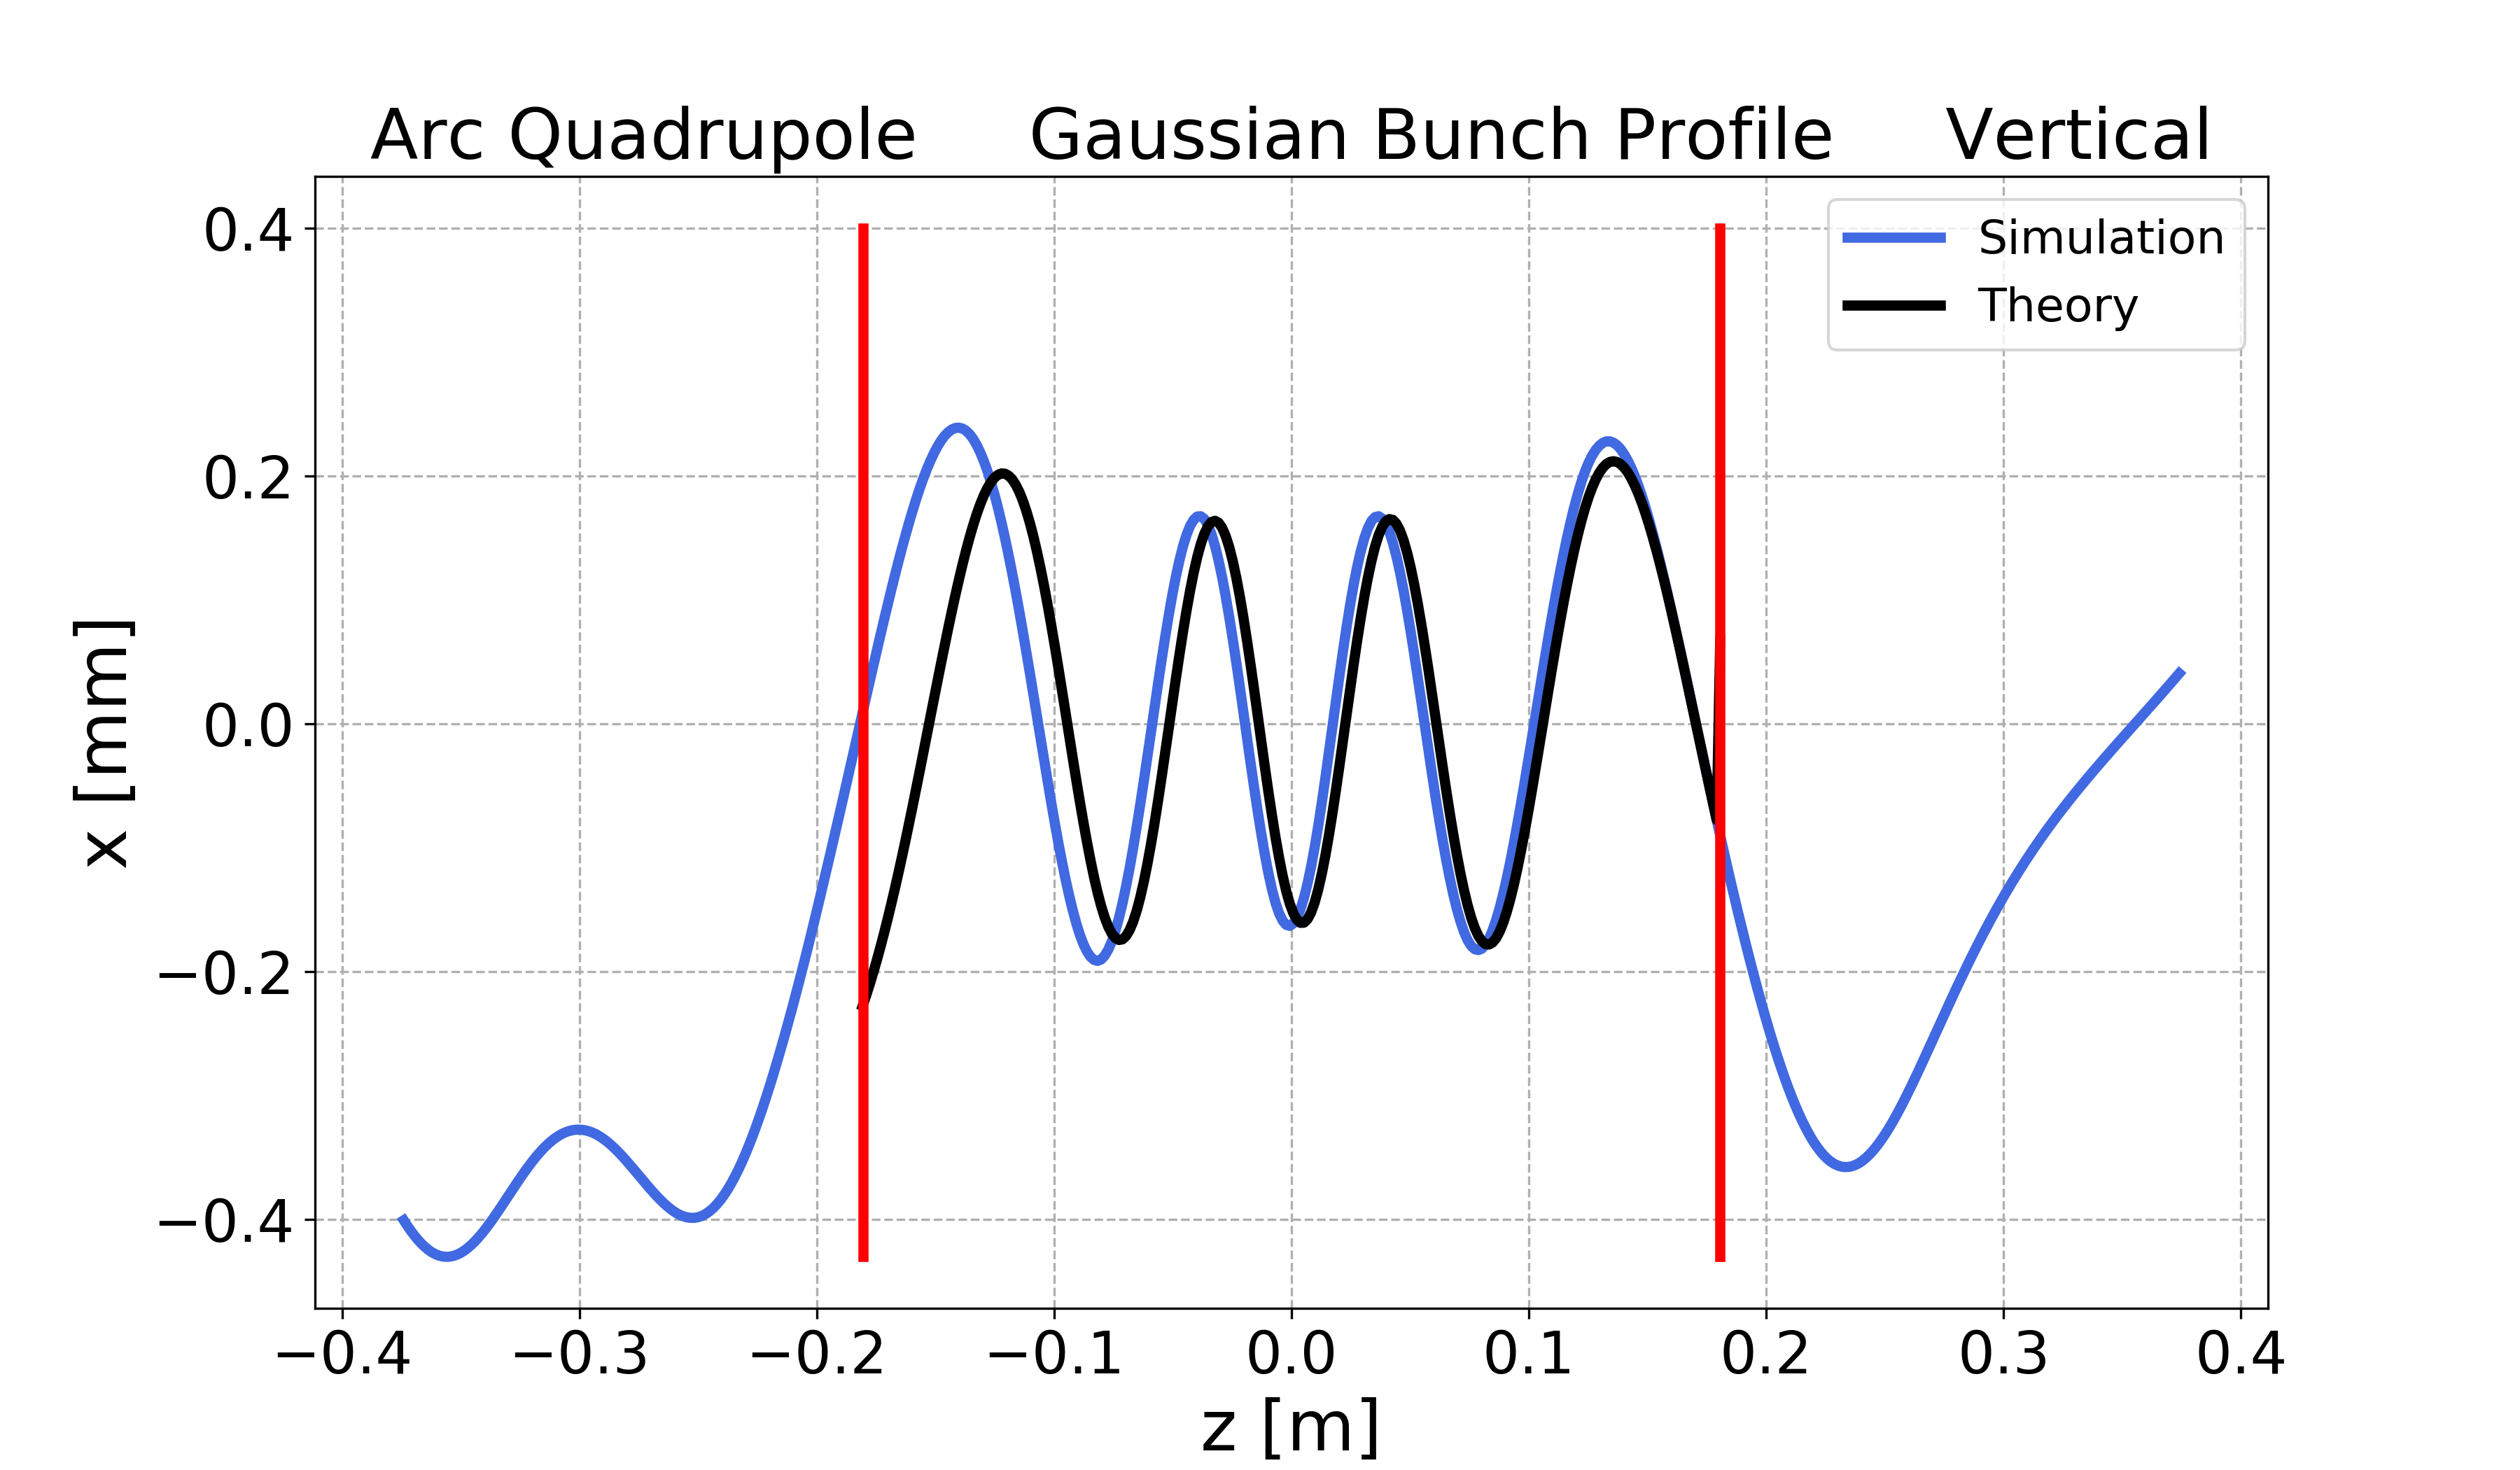 Arc Quadrupole Gaussian Bunch Profile Vertical
Simulation
Theory
0.4
0.2
0.0
−0.2
−0.4
x [mm]
−0.4 −0.3 −0.2 −0.1 0.0 0.1 0.2 0.3 0.4
z [m]